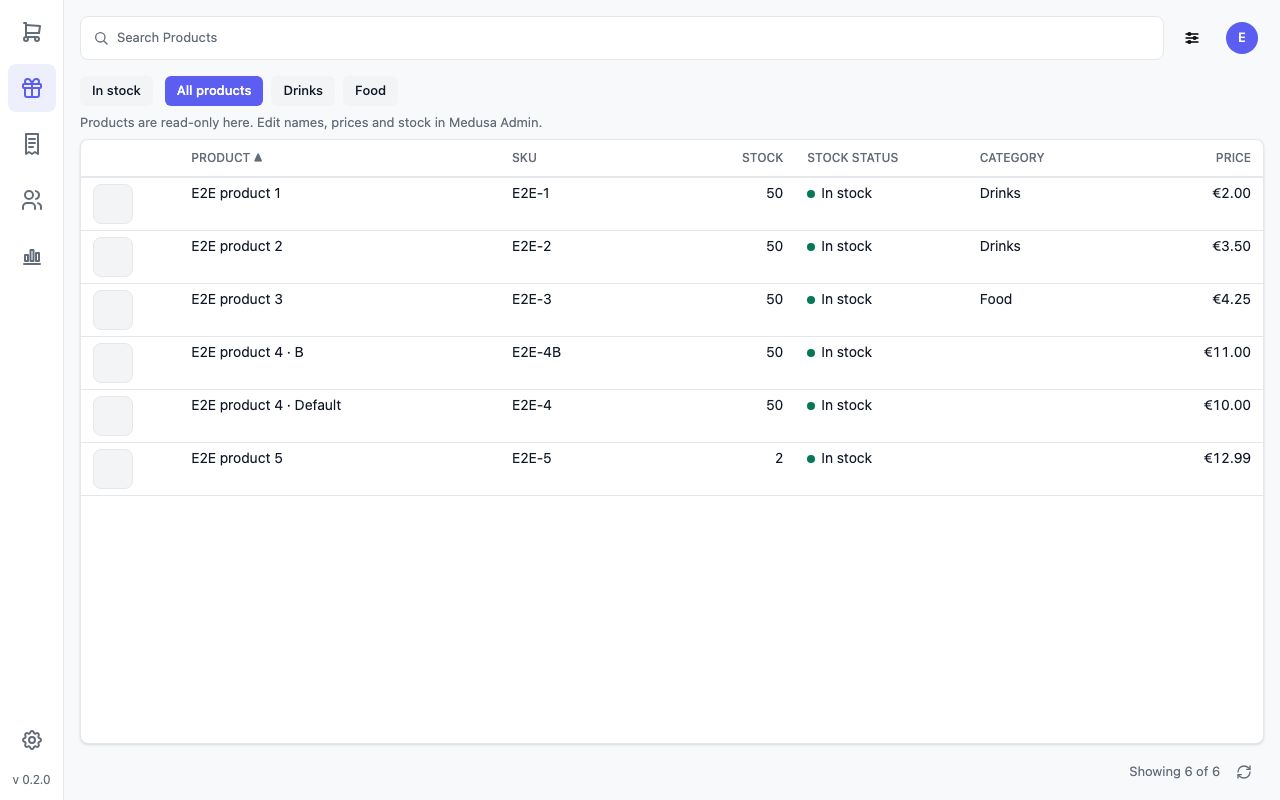 Search Products
E
In stock All products Drinks Food
Products are read-only here. Edit names, prices and stock in Medusa Admin.
PRODUCT ▲ SKU STOCK STOCK STATUS CATEGORY PRICE
E2E product 1 E2E-1 50 In stock Drinks €2.00
E2E product 2 E2E-2 50 In stock Drinks €3.50
E2E product 3 E2E-3 50 In stock Food €4.25
E2E product 4 · B E2E-4B 50 In stock €11.00
E2E product 4 · Default E2E-4 50 In stock €10.00
E2E product 5 E2E-5 2 In stock €12.99
Showing 6 of 6
v 0.2.0